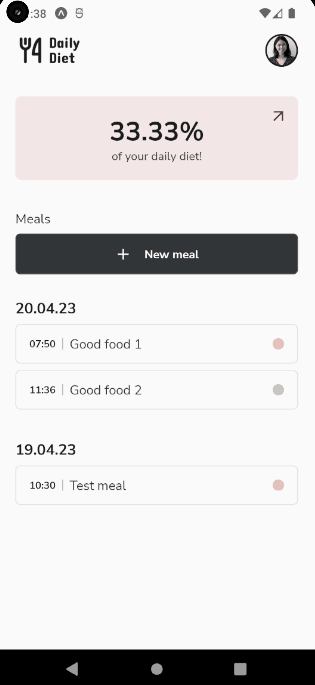 :38
Daily
Diet
33.33%
of your daily diet!
Meals
+ New meal
20.04.23
07:50 | Good food 1
11:36 | Good food 2
19.04.23
10:30 | Test meal